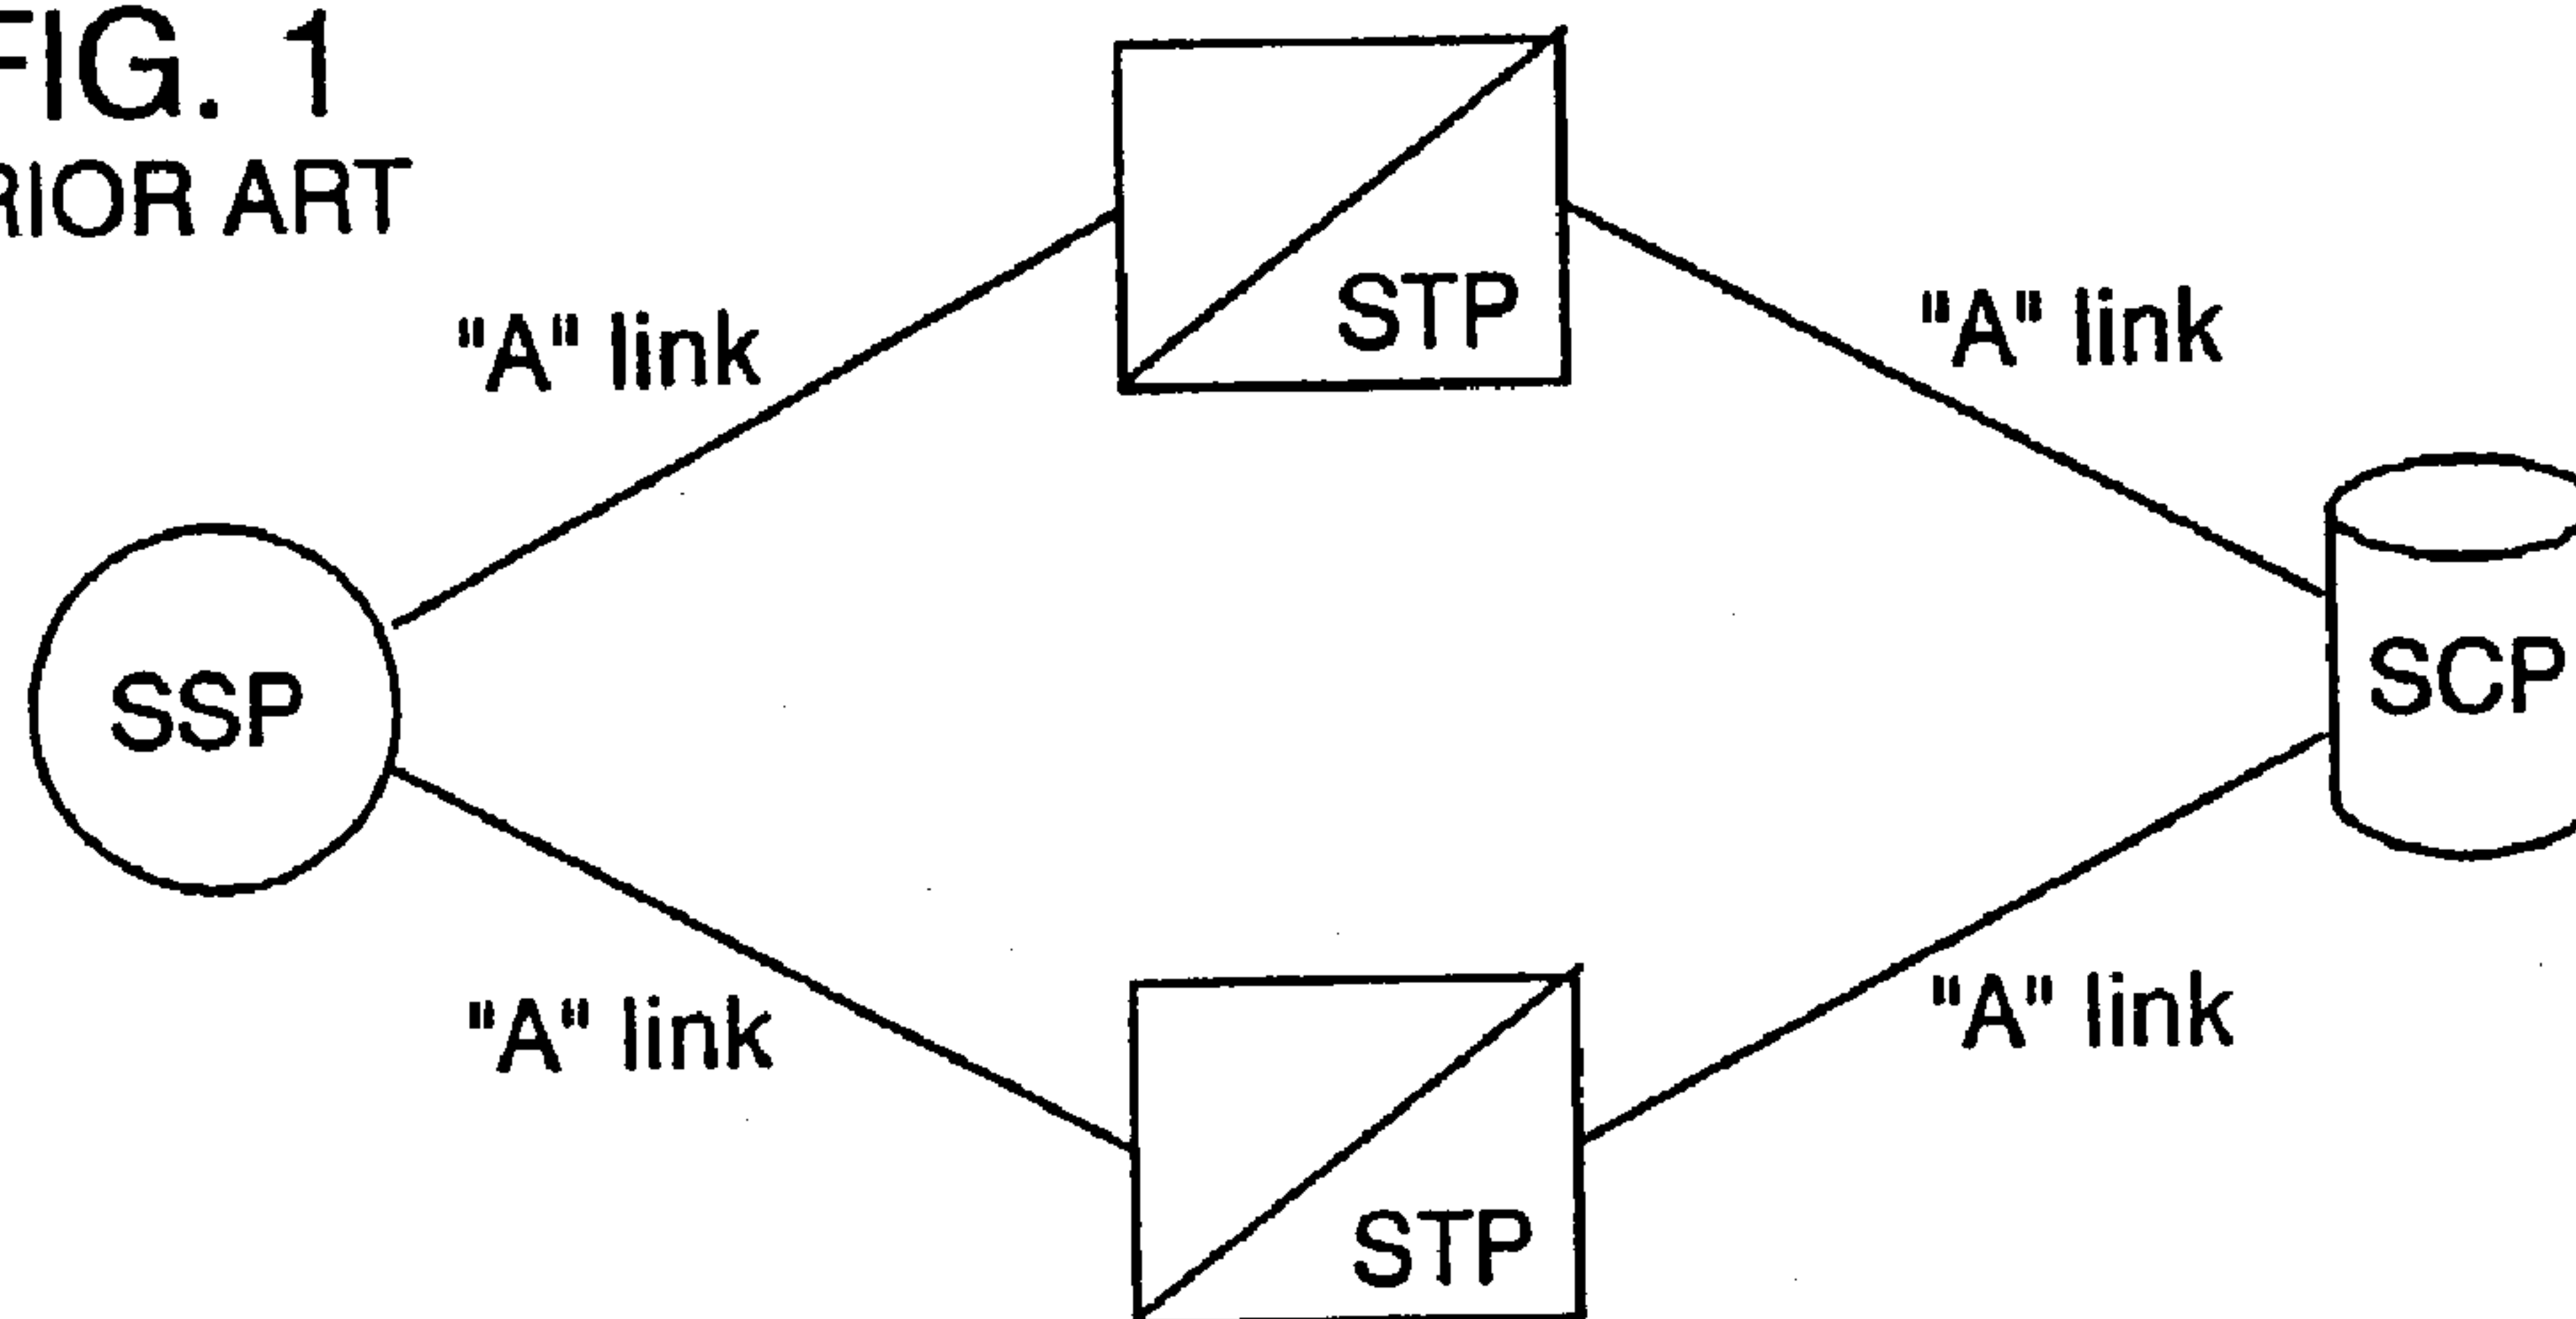 FIG. 1
RIOR ART
"A" link
STP
"A" link
SSP
SCP
"A" link
"A" link
STP